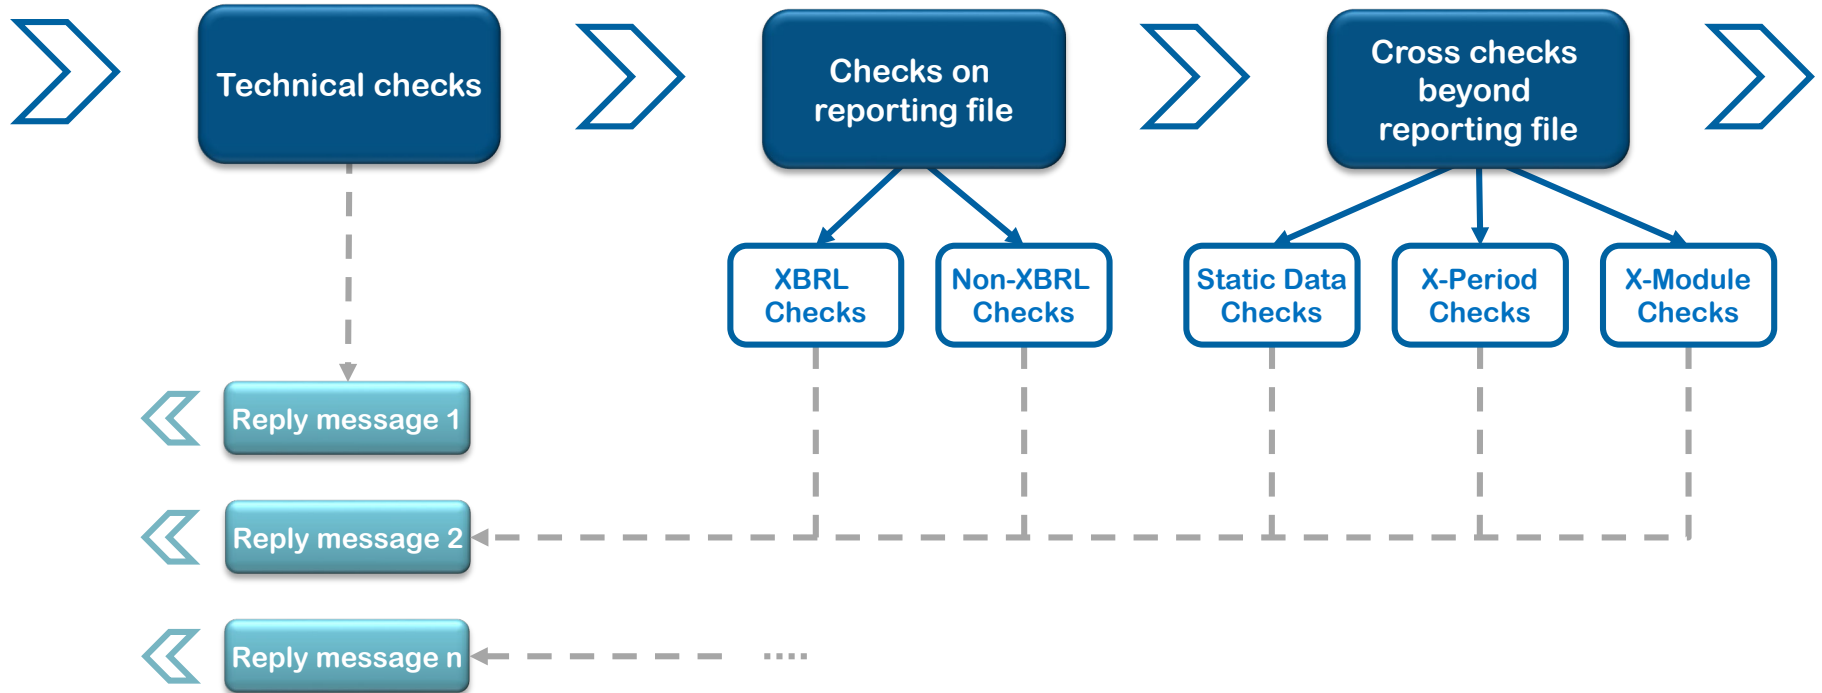 Technical checks
Checks on
reporting file
Cross checks
beyond
reporting file
XBRL
Checks
Non-XBRL
Checks
Static Data
Checks
X-Period
Checks
X-Module
Checks
Reply message 1
Reply message 2
Reply message n
....